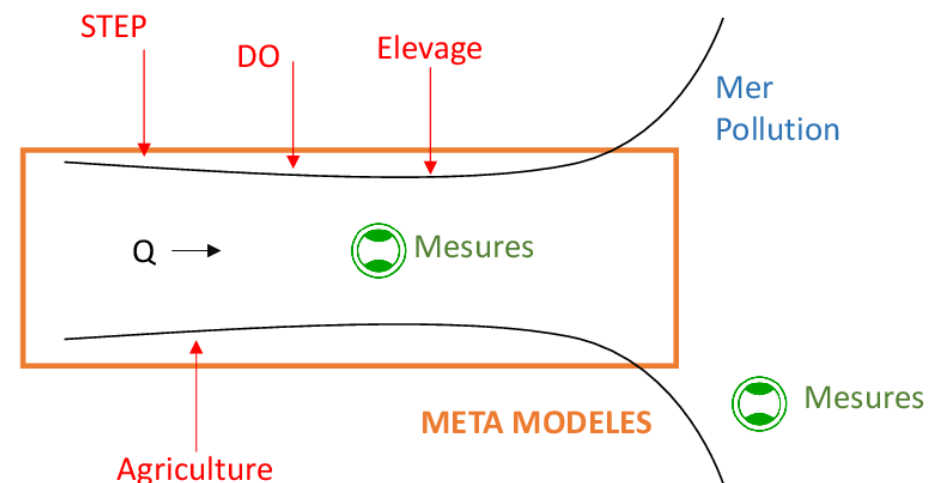 STEP
DO
Elevage
Mer
Pollution
Q
Mesures
Mesures
META MODELES
Agriculture